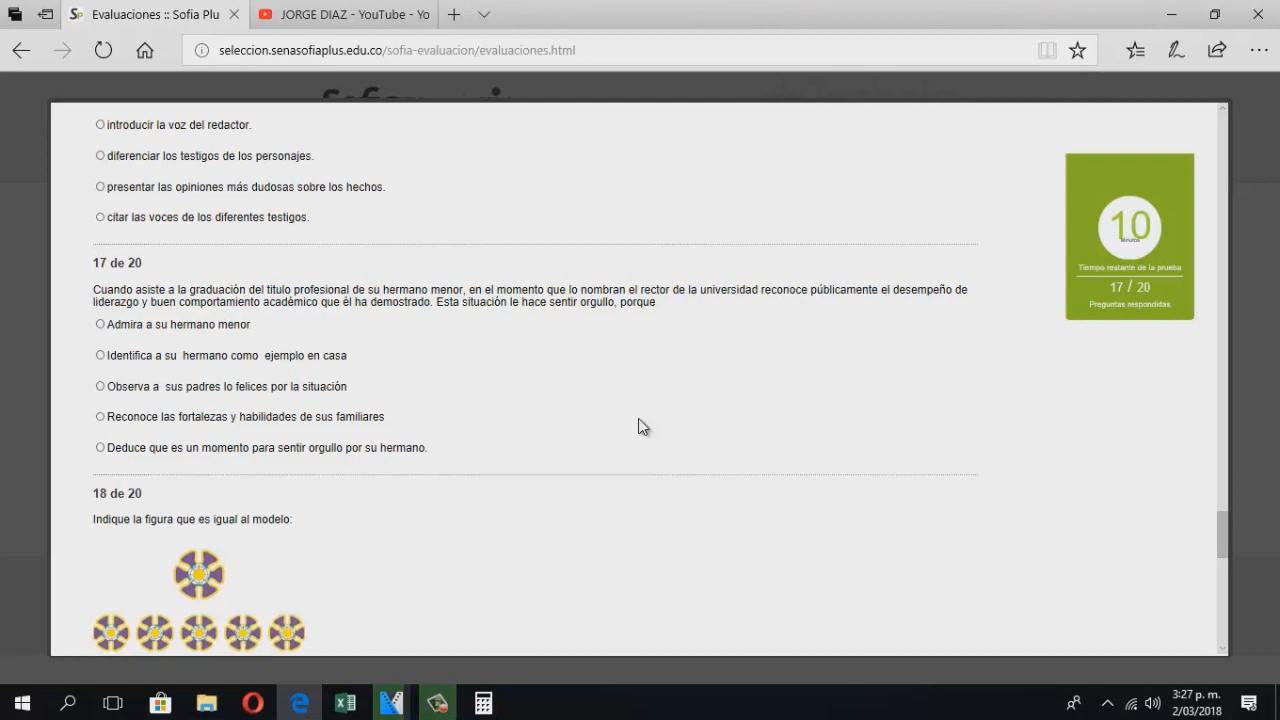 Evaluaciones :: Sofia Plu
JORGE DIAZ - YouTube - Yo
seleccion.senasofiaplus.edu.co/sofia-evaluacion/evaluaciones.html
introducir la voz del redactor.
diferenciar los testigos de los personajes.
presentar las opiniones más dudosas sobre los hechos.
citar las voces de los diferentes testigos.
17 de 20
Cuando asiste a la graduación del título profesional de su hermano menor, en el momento que lo nombran el rector de la universidad reconoce públicamente el desempeño de
liderazgo y buen comportamiento académico que él ha demostrado. Esta situación le hace sentir orgullo, porque
Admira a su hermano menor
Identifica a su hermano como ejemplo en casa
Observa a sus padres lo felices por la situación
Reconoce las fortalezas y habilidades de sus familiares
Deduce que es un momento para sentir orgullo por su hermano.
18 de 20
Indique la figura que es igual al modelo:
10
Minutos
Tiempo restante de la prueba
17 / 20
Preguntas respondidas
3:27 p. m.
2/03/2018